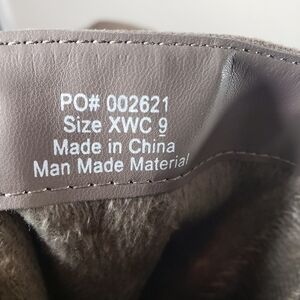 PO# 002621
Size XWC 9
Made in China
Man Made Material